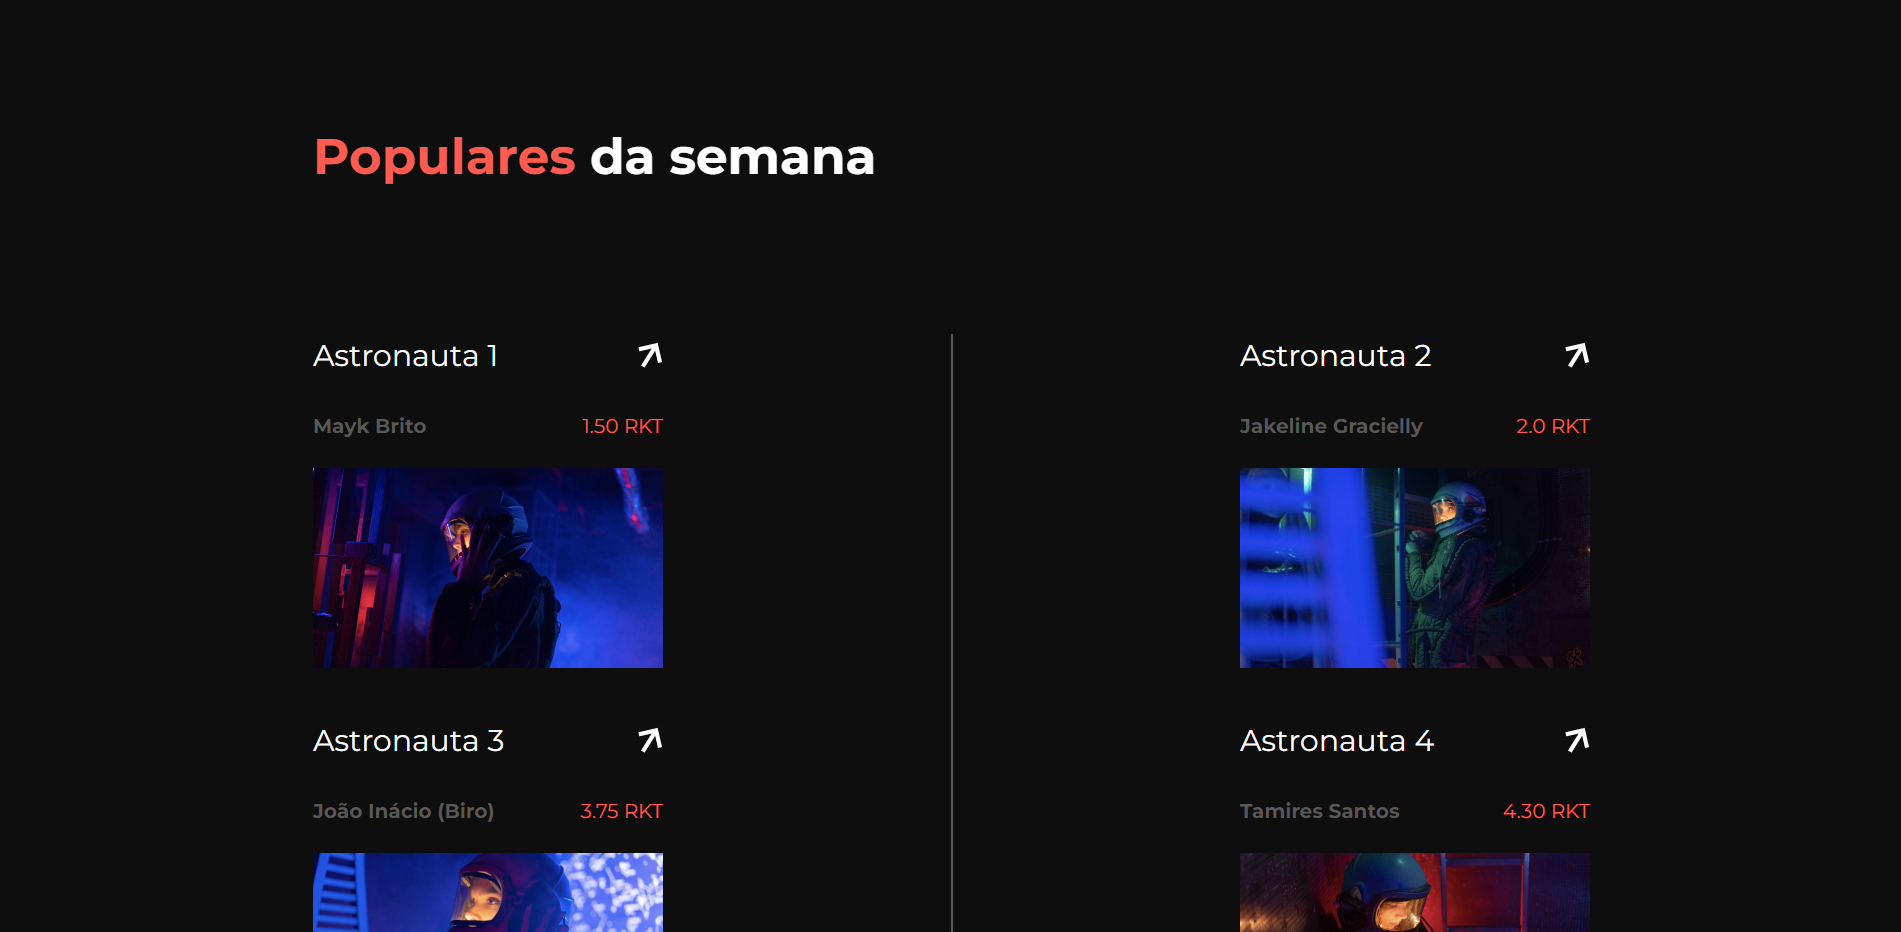 Populares da semana
Astronauta 1
Mayk Brito 1.50 RKT
Astronauta 2
Jakeline Gracielly 2.0 RKT
Astronauta 3
João Inácio (Biro) 3.75 RKT
Astronauta 4
Tamires Santos 4.30 RKT